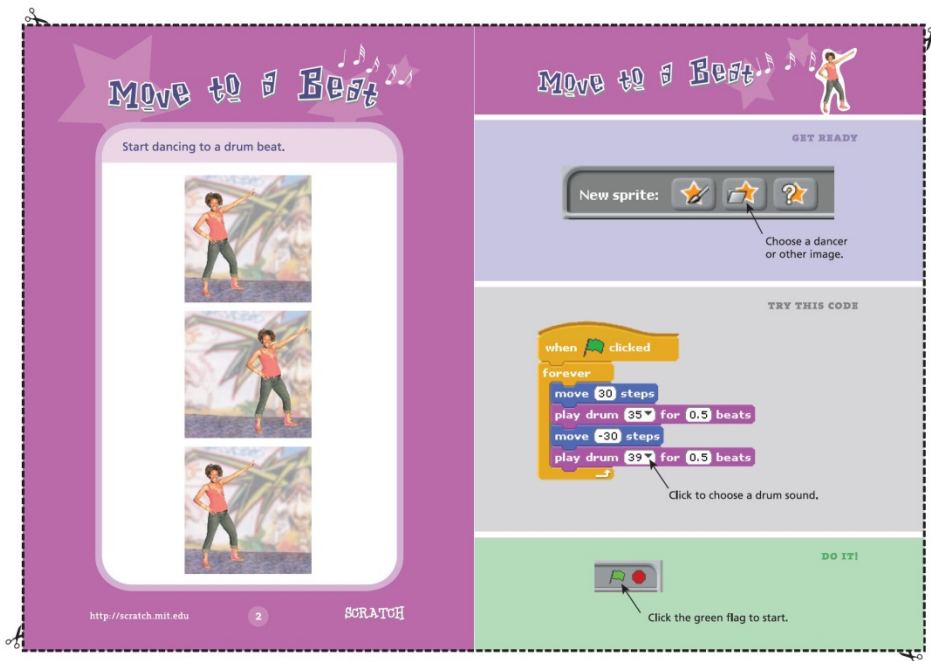 Move to a Beat
Start dancing to a drum beat.
http://scratch.mit.edu
2
SCRATCH
Move to a Beat
GET READY
New sprite:
Choose a dancer
or other image.
TRY THIS CODE
when clicked
forever
move 30 steps
play drum 35 for 0.5 beats
move -30 steps
play drum 39 for 0.5 beats
Click to choose a drum sound.
DO IT!
Click the green flag to start.